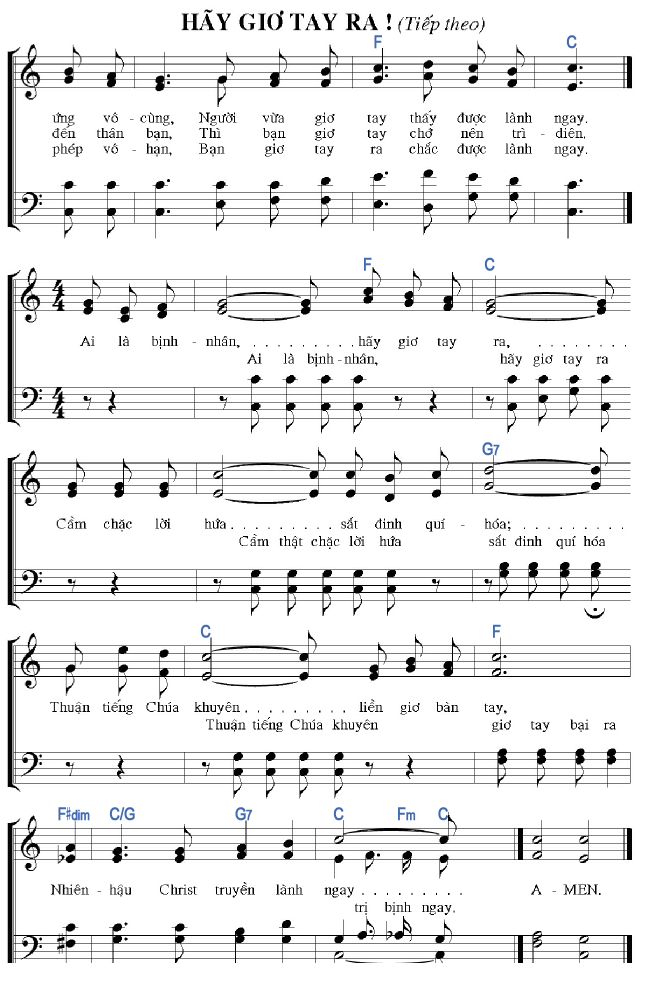 HÃY GIƠ TAY RA ! (Tiếp theo)
F C
ứng vô-cùng, Người vừa giơ tay thấy được lành ngay.
đến thân bạn, Thì bạn giơ tay chớ nên trì-diên,
phép vô-hạn, Bạn giơ tay ra chắc được lành ngay.
F C
Ai là bịnh-nhân, . . . . . . . . . hãy giơ tay ra, . . . . . . . . .
Ai là bịnh-nhân, hãy giơ tay ra
G7
Cầm chặc lời hứa . . . . . . . . . sất đinh quí-hóa; . . . . . . . . .
Cầm thật chặc lời hứa sất đinh quí hóa
C F
Thuận tiếng Chúa khuyên . . . . . . . . . liền giơ bàn tay,
Thuận tiếng Chúa khuyên giơ tay bại ra
F#dim C/G G7 C Fm C
Nhiên-hậu Christ truyền lành ngay . . . . . . . . . A-MEN.
trị bịnh ngay.